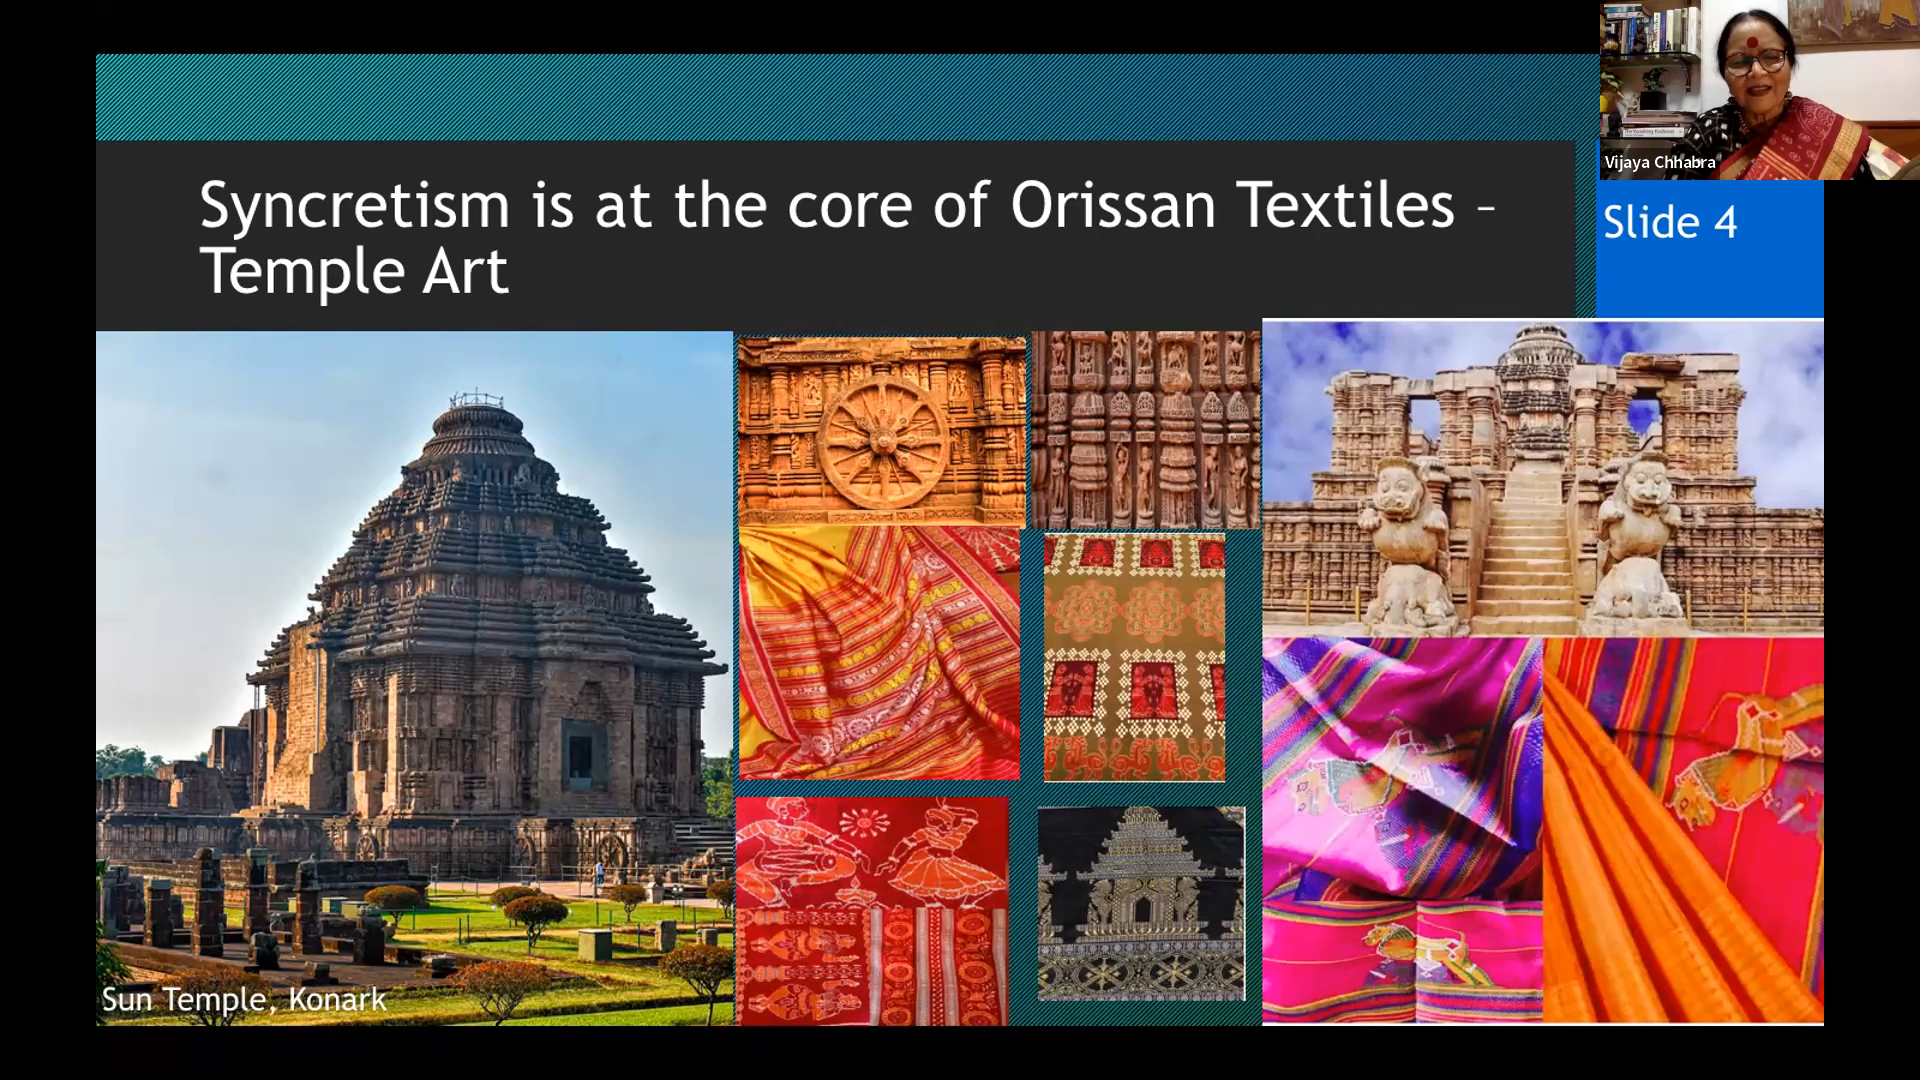 Syncretism is at the core of Orissan Textiles –
Temple Art
Vijaya Chhabra
Slide 4
Sun Temple, Konark